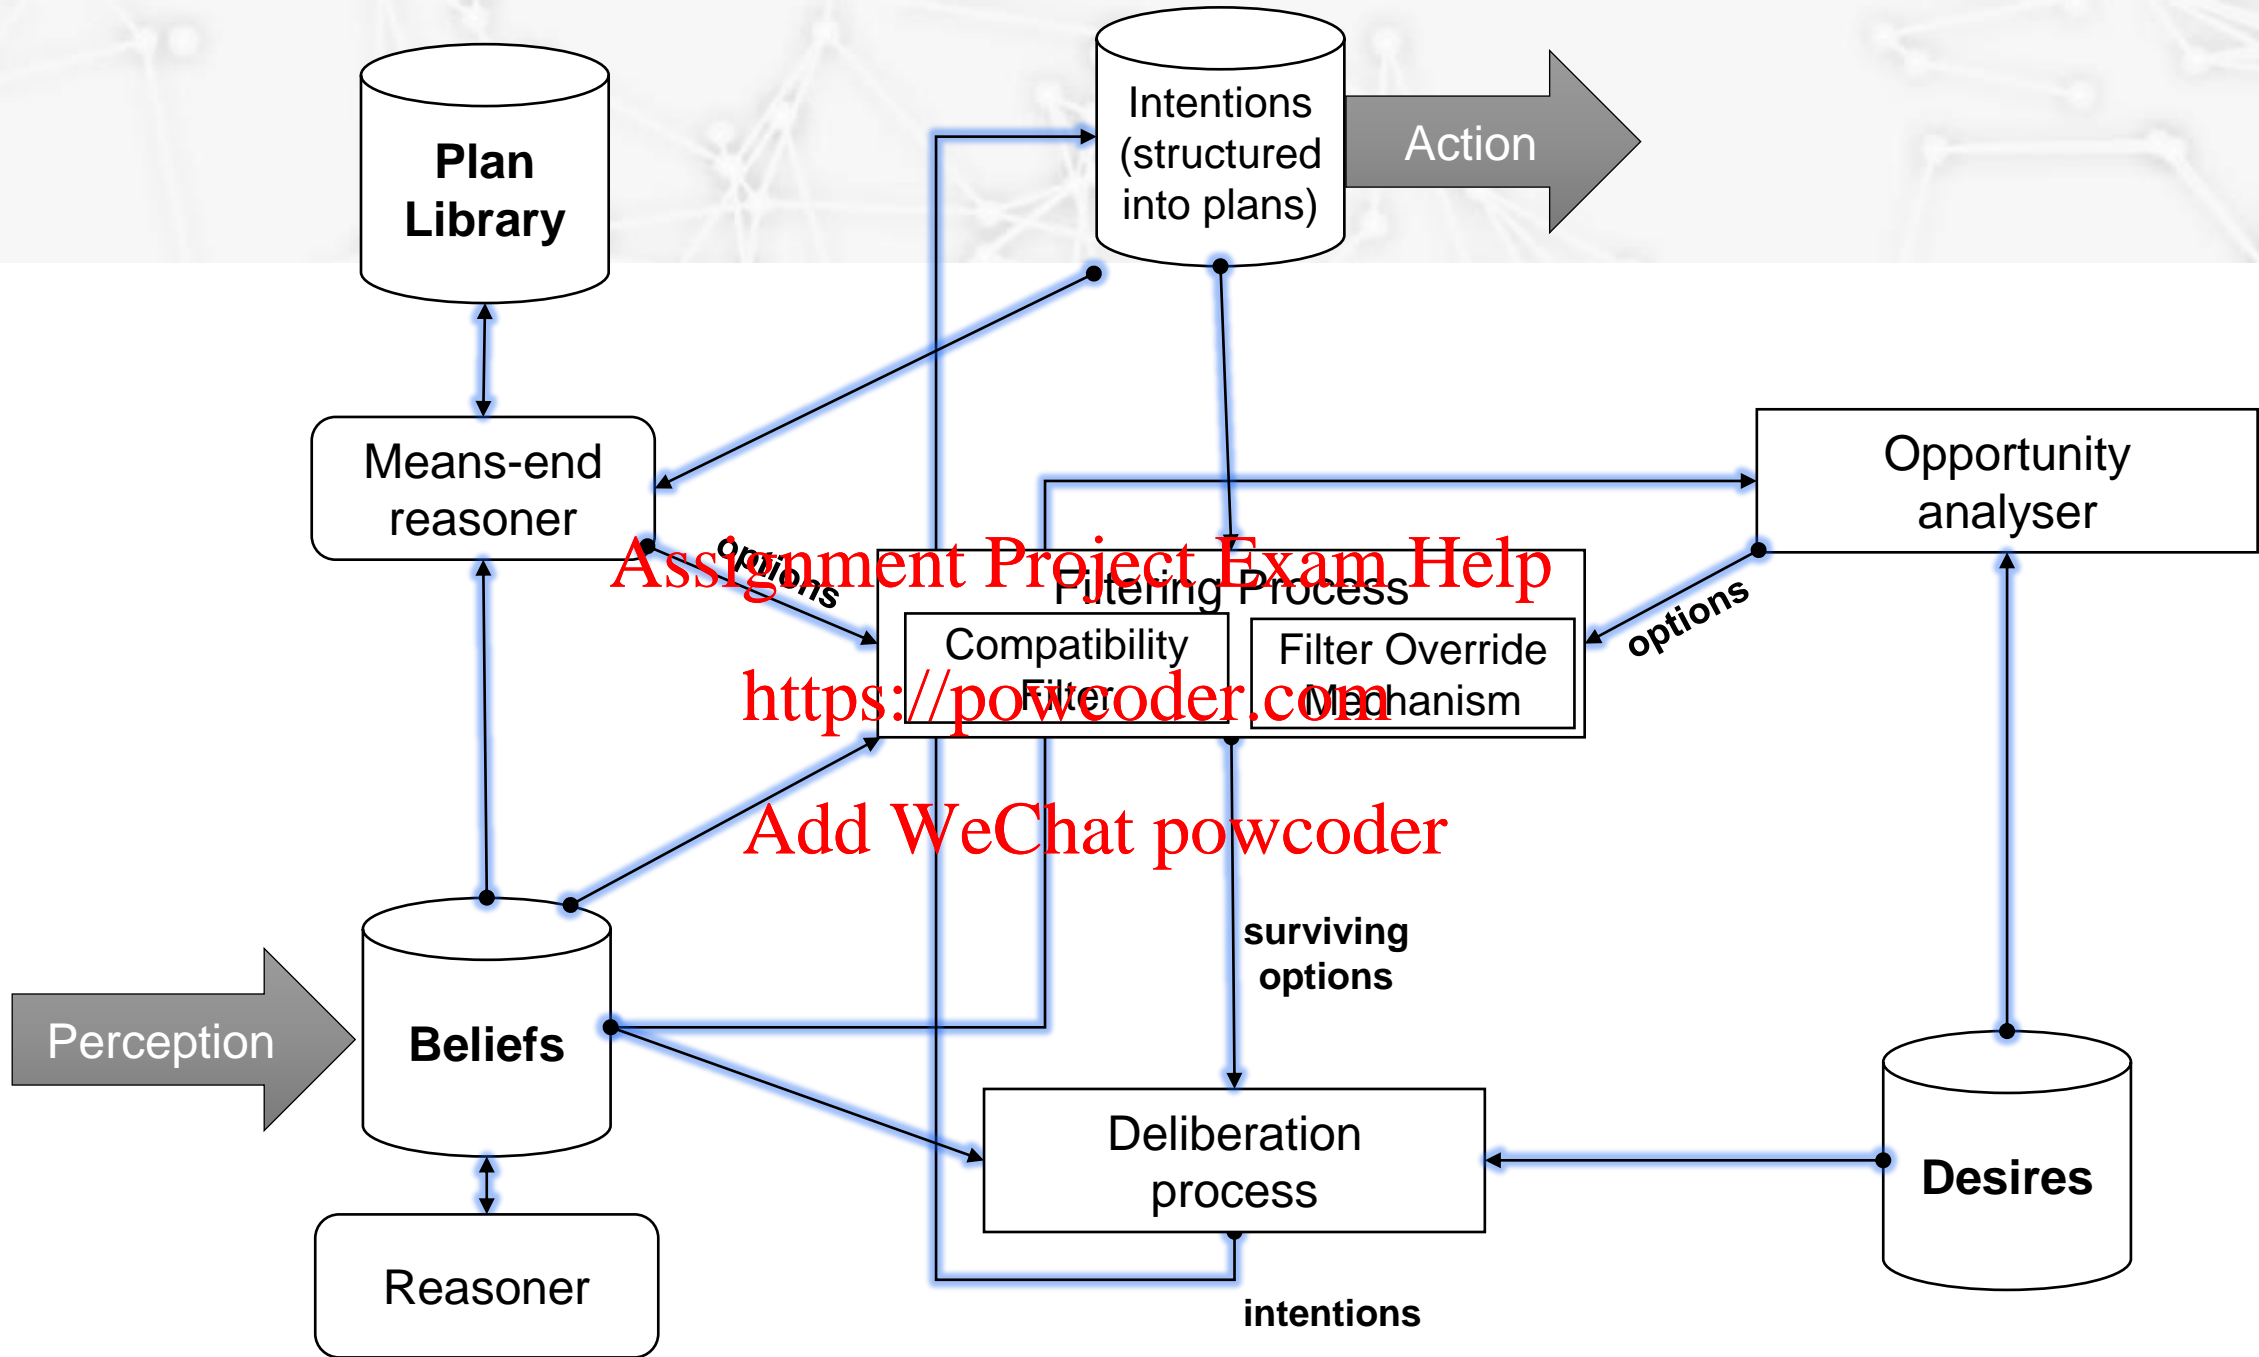 Plan
Library
Intentions
(structured
into plans)
Action
Means-end
reasoner
Opportunity
analyser
options
Assignment Project Exam Help
Filtering Process
options
Compatibility
Filter
Filter Override
Mechanism
https://powcoder.com
Add WeChat powcoder
surviving
options
Perception
Beliefs
Deliberation
process
Desires
Reasoner
intentions